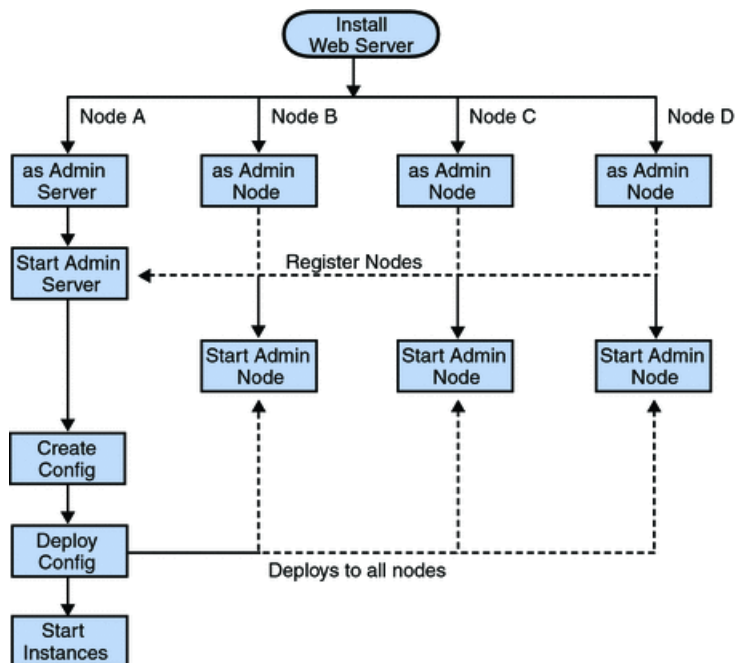 Install
Web Server
Node A
Node B
Node C
Node D
as Admin
Server
as Admin
Node
as Admin
Node
as Admin
Node
Start Admin
Server
Register Nodes
Start Admin
Node
Start Admin
Node
Start Admin
Node
Create
Config
Deploy
Config
Deploys to all nodes
Start
Instances